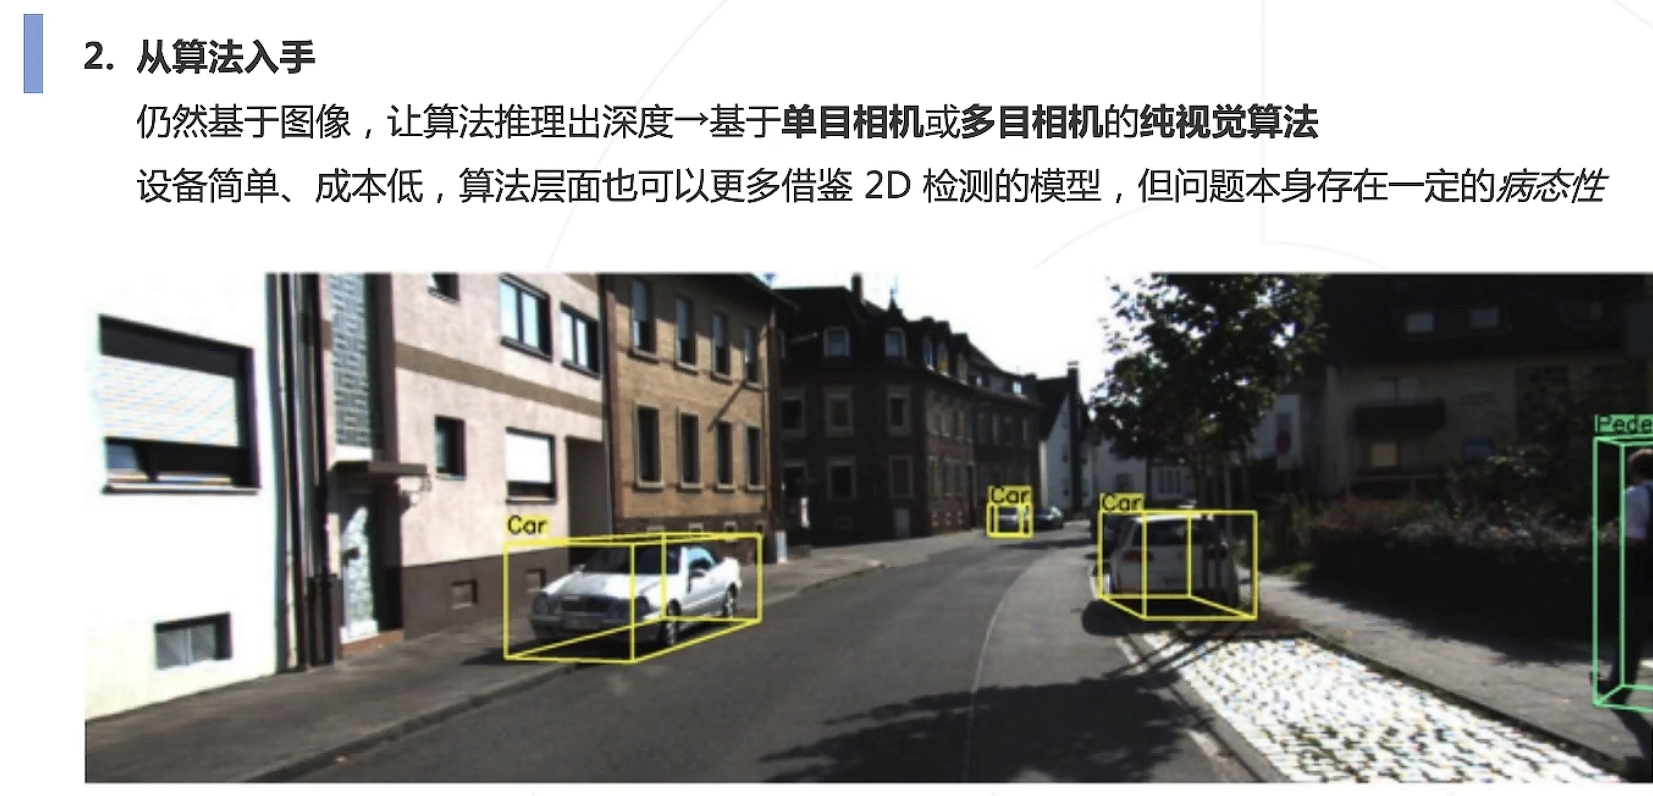 2. 从算法入手
仍然基于图像，让算法推理出深度→基于单目相机或多目相机的纯视觉算法
设备简单、成本低，算法层面也可以更多借鉴 2D 检测的模型，但问题本身存在一定的病态性
Car
Car
Car
Pede